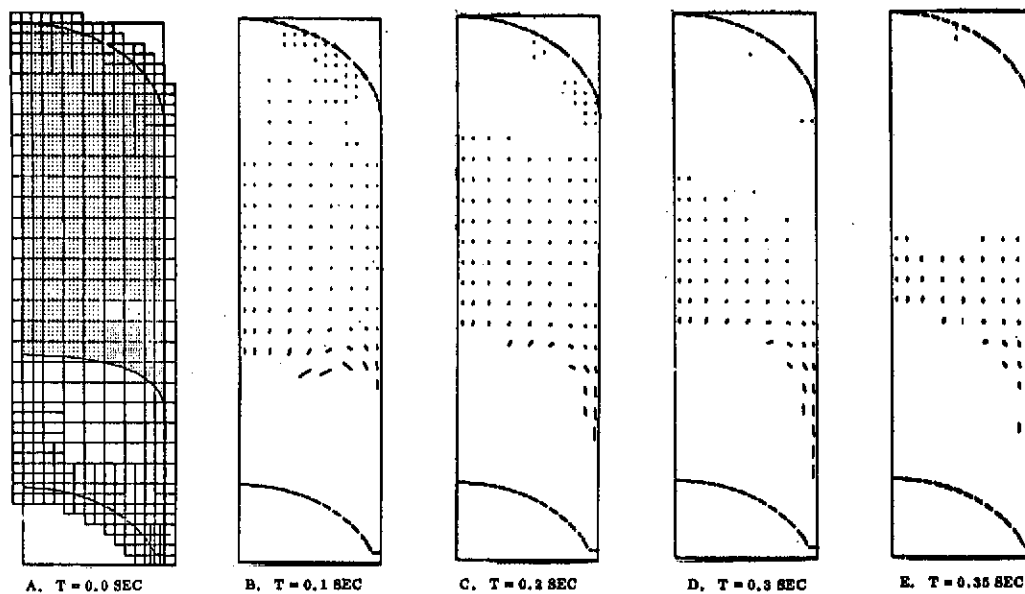 A. T = 0.0 SEC
B. T = 0.1 SEC
C. T = 0.2 SEC
D. T = 0.3 SEC
E. T = 0.35 SEC